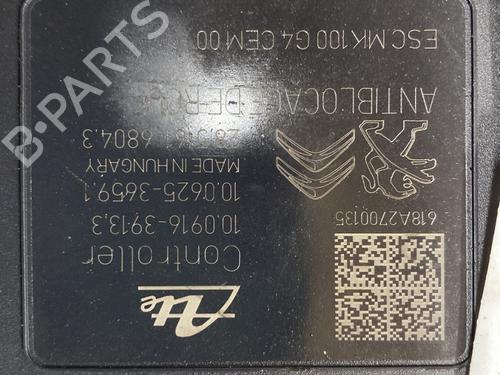 Ate
Controller
10.0916-3913.3
10.0625-3659.1
MADE IN HUNGARY
6804.3
ANTIBLOCAGE DE
ESC MK100 G4 CEM 00
618A2700135
B-PARTS